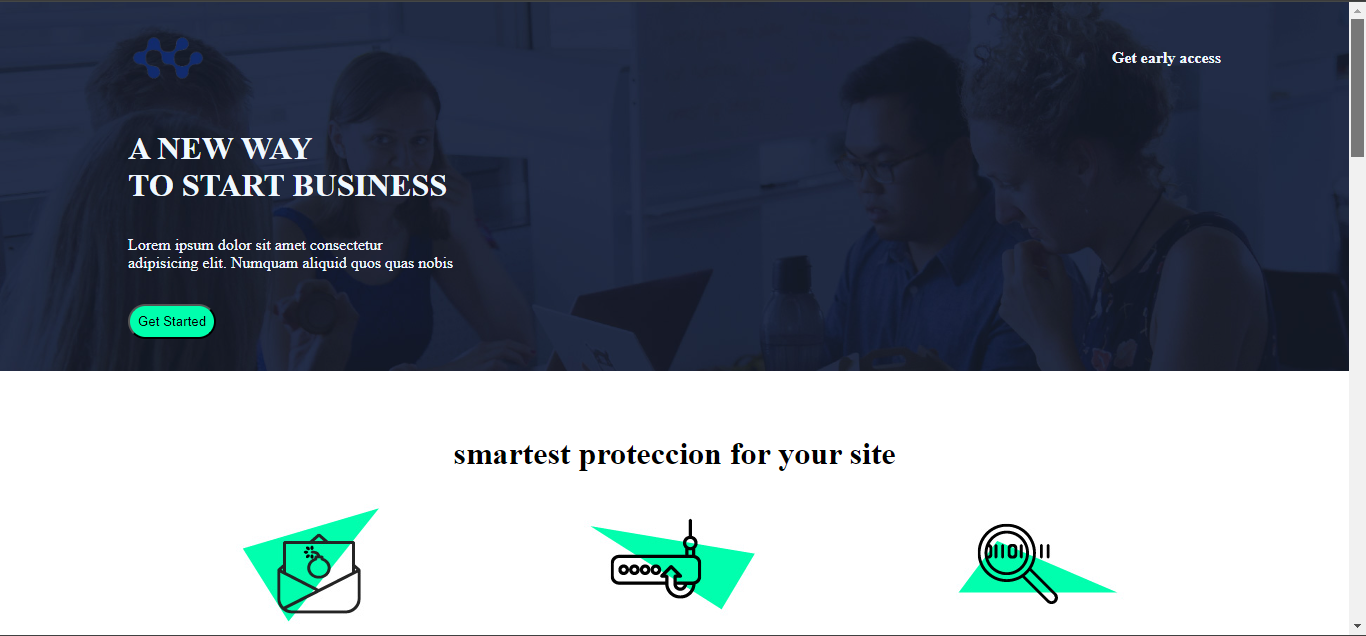 Get early access
A NEW WAY
TO START BUSINESS
Lorem ipsum dolor sit amet consectetur
adipisicing elit. Numquam aliquid quos quas nobis
Get Started
smartest proteccion for your site